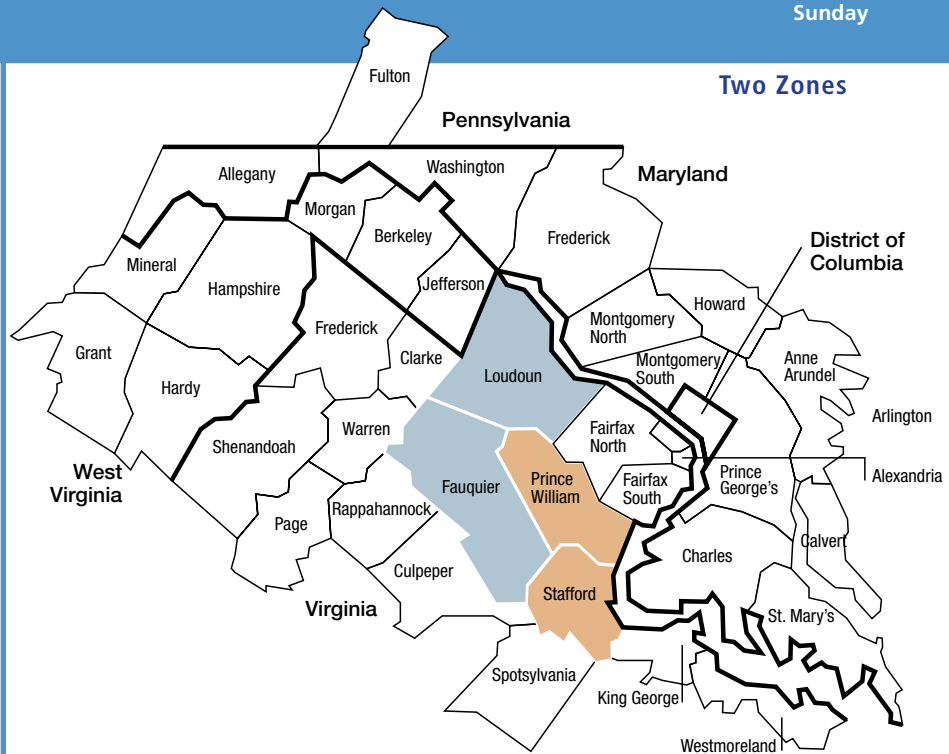 Sunday
Two Zones
Fulton
Pennsylvania
Allegany
Washington
Maryland
Morgan
Berkeley
Frederick
District of
Columbia
Mineral
Hampshire
Jefferson
Howard
Frederick
Montgomery
North
Grant
Clarke
Montgomery
South
Anne
Arundel
Hardy
Loudoun
Arlington
Warren
Fairfax
North
Shenandoah
West
Virginia
Fauquier
Prince
William
Fairfax
South
Prince
George's
Alexandria
Page
Rappahannock
Calvert
Culpeper
Charles
Virginia
Stafford
St. Mary's
Spotsylvania
King George
Westmoreland